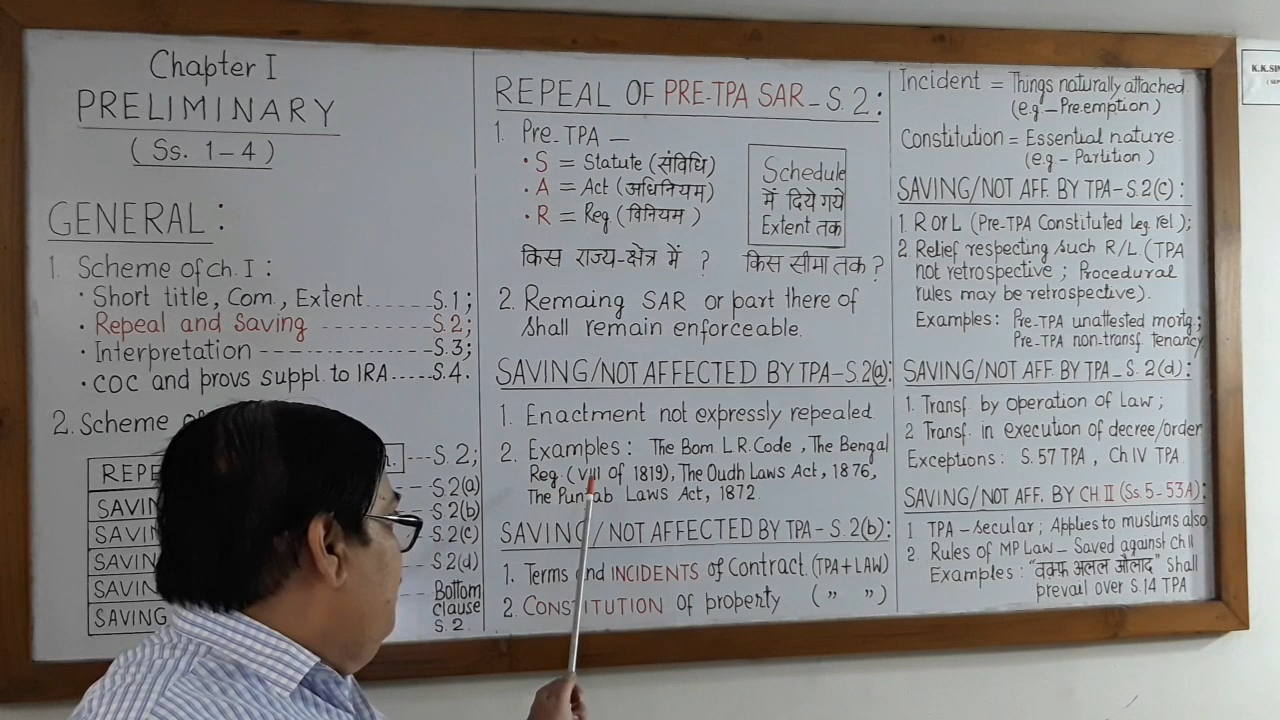 Chapter I
PRELIMINARY
(Ss. 1-4)
GENERAL:
1. Scheme of ch. I:
· Short title, Com., Extent......S.1;
· Repeal and Saving --------S.2;
· Interpretation ------------S.3;
· COC and provs suppl. to IRA.....S.4.
2. Scheme
REPE ---S.2;
SAVIN S.2(a)
SAVIN S.2(b)
SAVIN S.2(c)
SAVIN S.2(d)
SAVIN Bottom
clause
SAVING S.2.
REPEAL OF PRE-TPA SAR-S.2:
1. Pre-TPA —
· S = Statute (संविधि)
· A = Act (अधिनियम)
· R = Reg (विनियम)
Schedule
में दिये गये
Extent तक
किस राज्य-क्षेत्र में ? किस सीमा तक ?
2. Remaing SAR or part there of
shall remain enforceable.
SAVING/NOT AFFECTED BY TPA-S.2(a):
1. Enactment not expressly repealed
2. Examples: The Bom L.R. Code, The Bengal
Reg. (VIII of 1819), The Oudh Laws Act, 1876,
The Punjab Laws Act, 1872.
SAVING/NOT AFFECTED BY TPA- S.2(b):
1. Terms and INCIDENTS of Contract. (TPA+LAW)
2. CONSTITUTION of property ( " " )
Incident = Things naturally attached.
(e.g – Pre.emption)
Constitution = Essential nature.
(e.g - Partition)
SAVING/NOT AFF. BY TPA-S.2(c):
1. R or L (Pre-TPA Constituted Leg. rel.);
2. Relief respecting such R/L. (TPA
not retrospective ; Procedural
rules may be retrospective).
Examples: Pre-TPA unattested mortg;
Pre-TPA non-transf. Tenancy
SAVING/NOT AFF. BY TPA-S. 2(d):
1. Transf. by operation of Law;
2 Transf. in execution of decree/order
Exceptions: S.57 TPA, Ch IV TPA.
SAVING/NOT AFF. BY CH II (Ss.5-53A):
1 TPA – secular; Applies to muslims also
2. Rules of MP Law – Saved against Ch II
Examples: "वक़्फ़ अलल औलाद" Shall
prevail over S.14 TPA